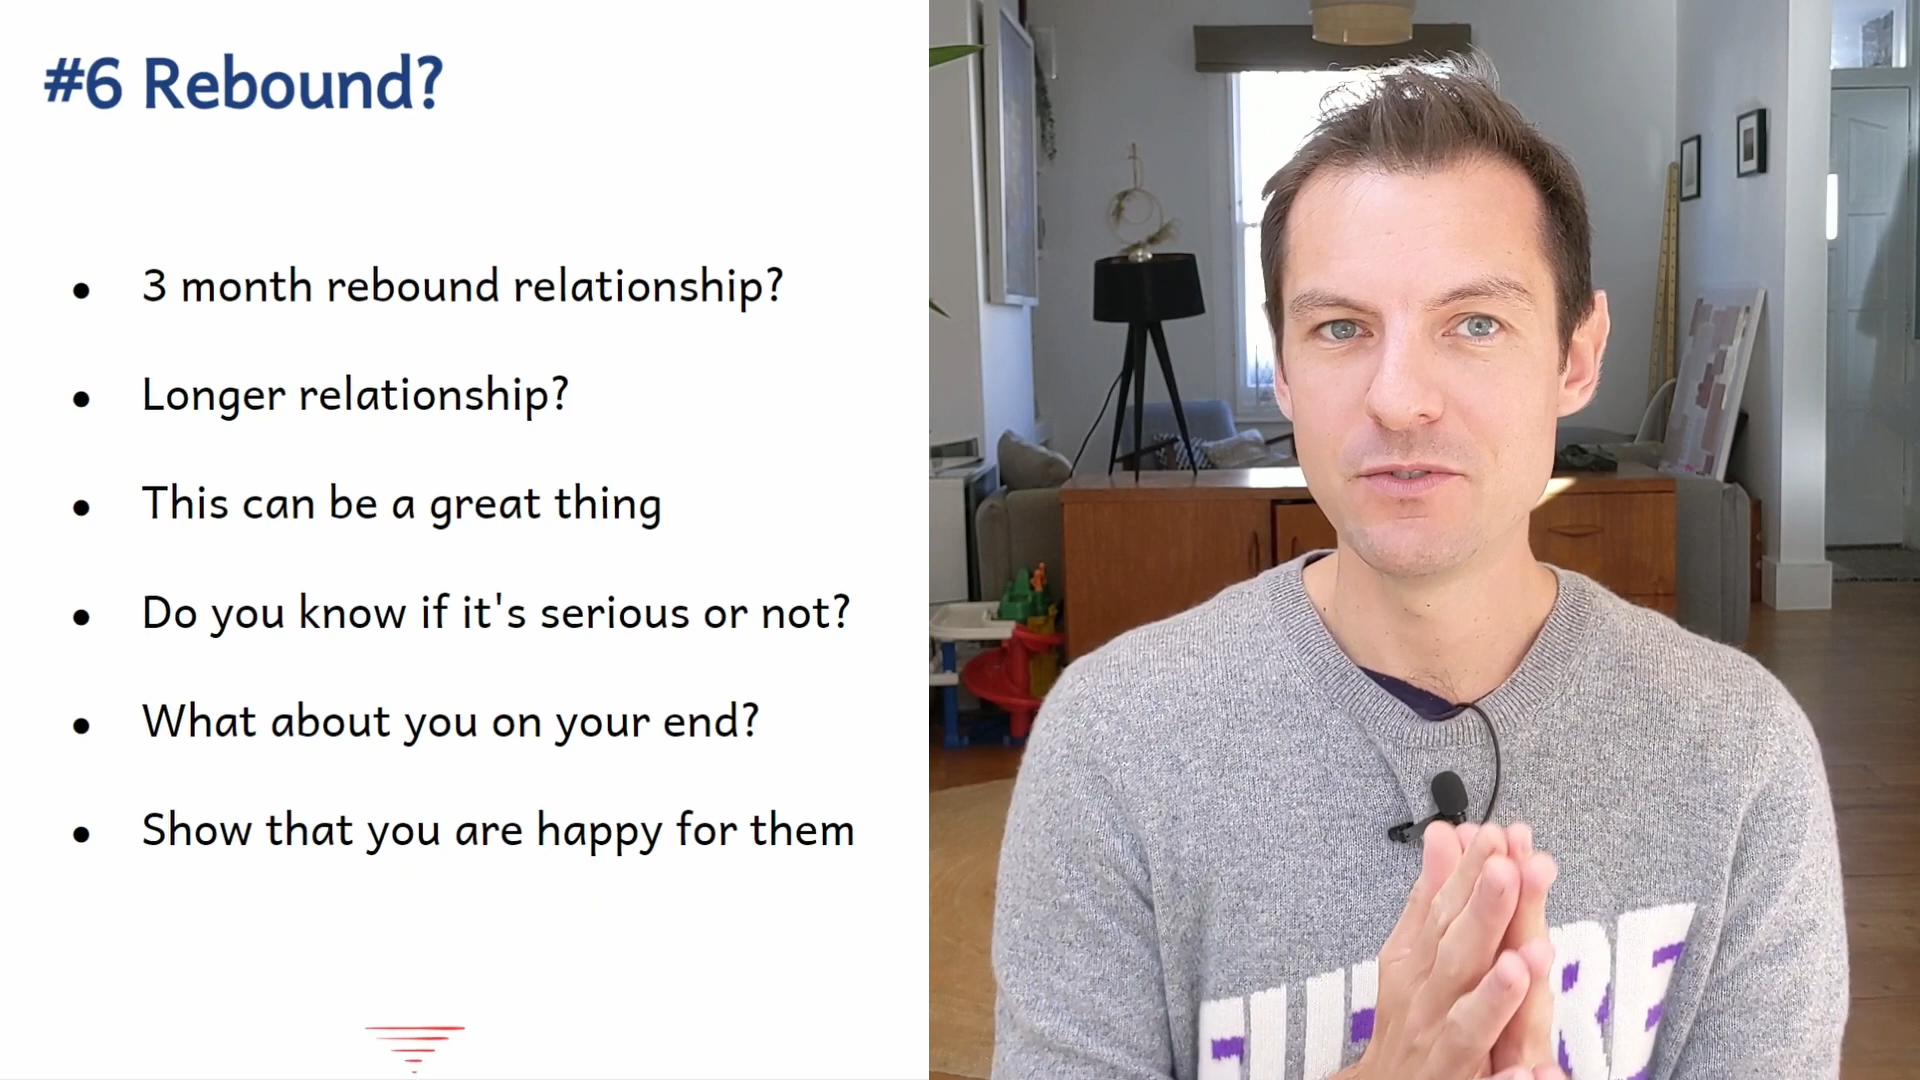 #6 Rebound?
• 3 month rebound relationship?
• Longer relationship?
• This can be a great thing
• Do you know if it's serious or not?
• What about you on your end?
• Show that you are happy for them